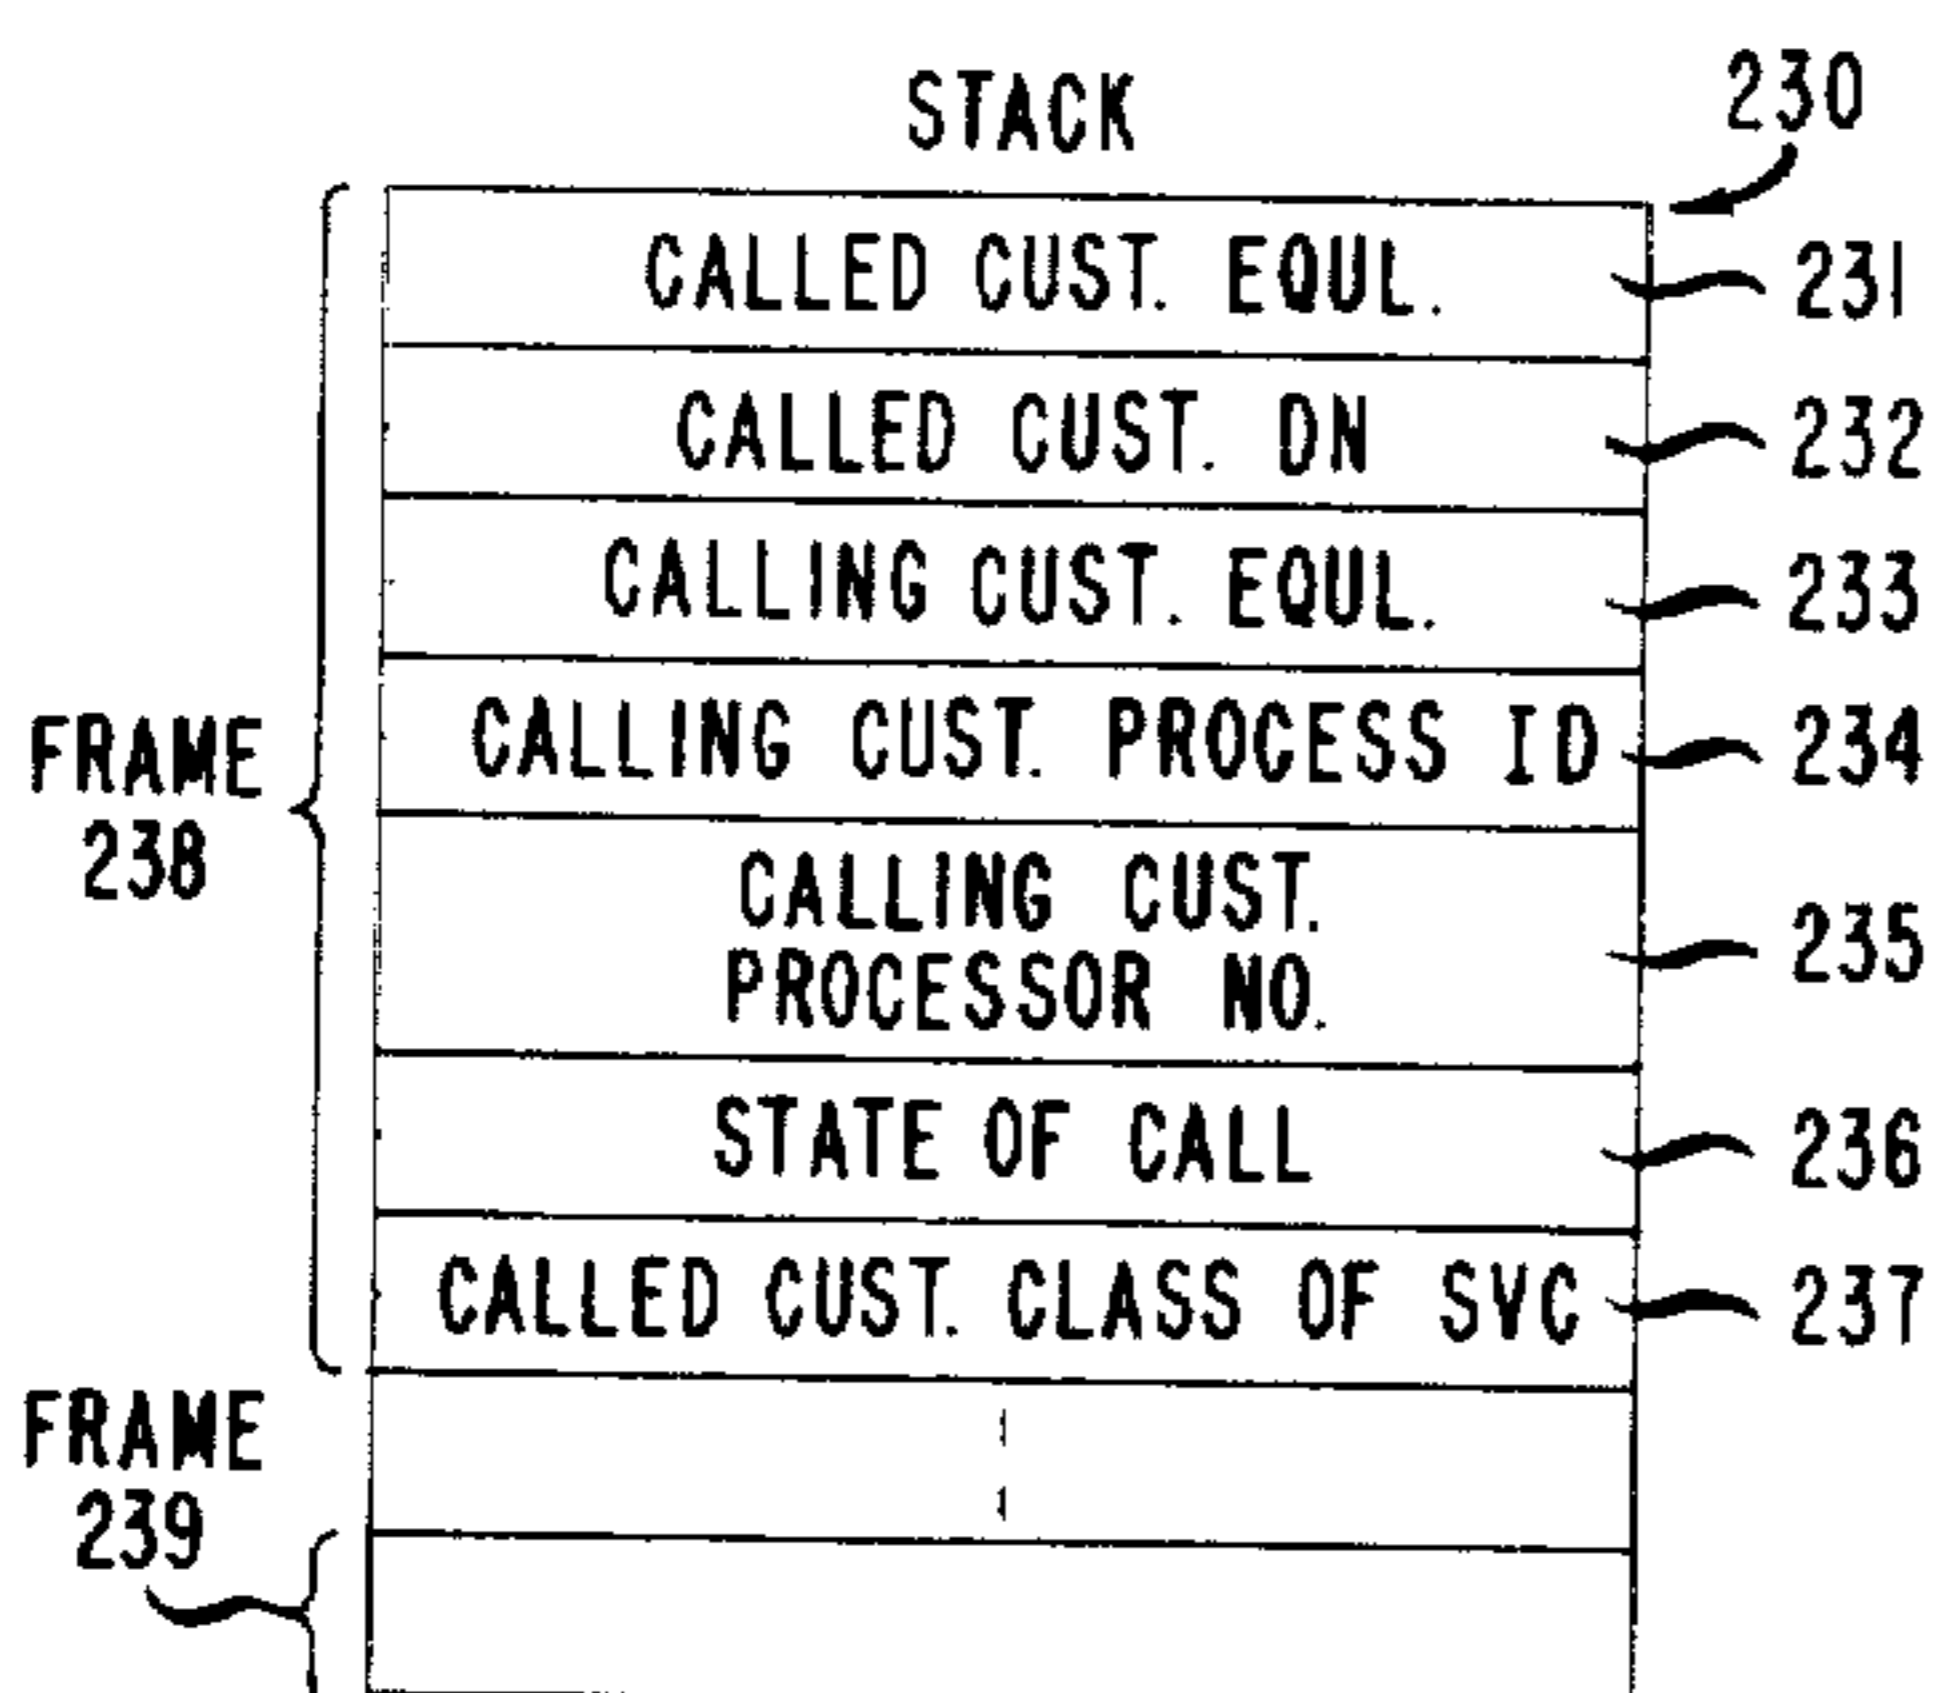 STACK
230
CALLED CUST. EQUL.
231
CALLED CUST. DN
232
CALLING CUST. EQUL.
233
CALLING CUST. PROCESS ID
234
FRAME
238
CALLING CUST.
PROCESSOR NO.
235
STATE OF CALL
236
CALLED CUST. CLASS OF SVC
237
FRAME
239